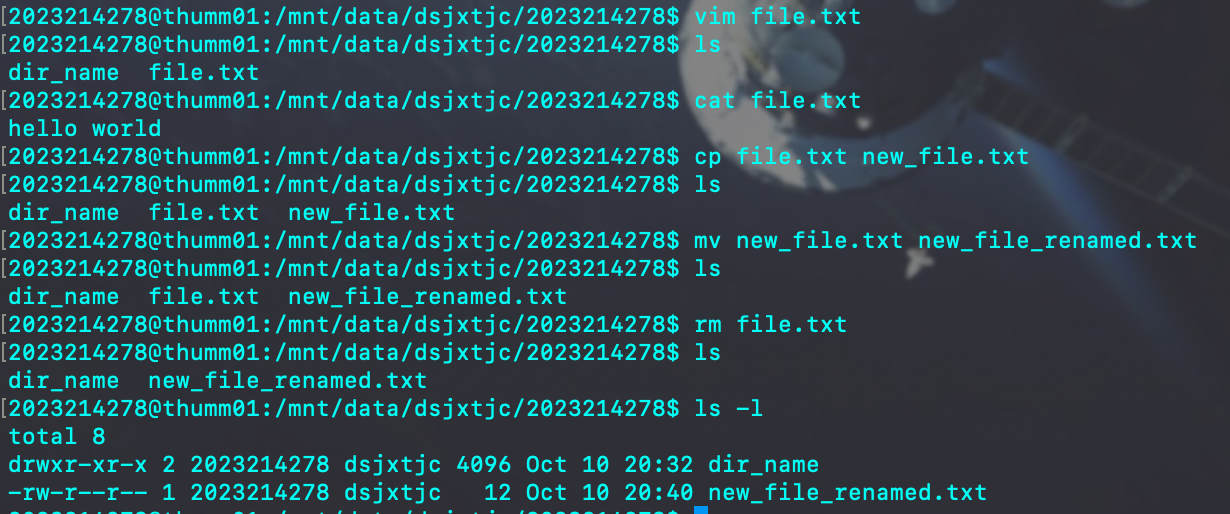 [2023214278@thumm01:/mnt/data/dsjxtjc/2023214278$ vim file.txt
[2023214278@thumm01:/mnt/data/dsjxtjc/2023214278$ ls
dir_name  file.txt
[2023214278@thumm01:/mnt/data/dsjxtjc/2023214278$ cat file.txt
hello world
[2023214278@thumm01:/mnt/data/dsjxtjc/2023214278$ cp file.txt new_file.txt
[2023214278@thumm01:/mnt/data/dsjxtjc/2023214278$ ls
dir_name  file.txt  new_file.txt
[2023214278@thumm01:/mnt/data/dsjxtjc/2023214278$ mv new_file.txt new_file_renamed.txt
[2023214278@thumm01:/mnt/data/dsjxtjc/2023214278$ ls
dir_name  file.txt  new_file_renamed.txt
[2023214278@thumm01:/mnt/data/dsjxtjc/2023214278$ rm file.txt
[2023214278@thumm01:/mnt/data/dsjxtjc/2023214278$ ls
dir_name  new_file_renamed.txt
[2023214278@thumm01:/mnt/data/dsjxtjc/2023214278$ ls -l
total 8
drwxr-xr-x 2 2023214278 dsjxtjc 4096 Oct 10 20:32 dir_name
-rw-r--r-- 1 2023214278 dsjxtjc   12 Oct 10 20:40 new_file_renamed.txt
2023214278@thumm01:/mnt/data/dsjxtjc/2023214278$